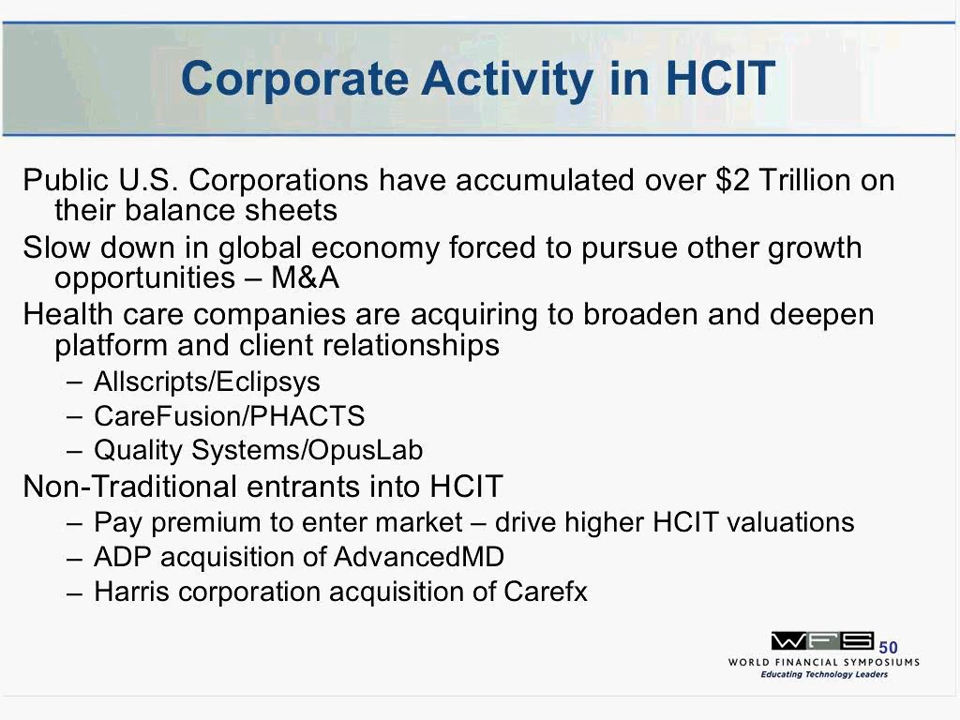 Corporate Activity in HCIT
Public U.S. Corporations have accumulated over $2 Trillion on
their balance sheets
Slow down in global economy forced to pursue other growth
opportunities – M&A
Health care companies are acquiring to broaden and deepen
platform and client relationships
– Allscripts/Eclipsys
– CareFusion/PHACTS
– Quality Systems/OpusLab
Non-Traditional entrants into HCIT
– Pay premium to enter market – drive higher HCIT valuations
– ADP acquisition of AdvancedMD
– Harris corporation acquisition of Carefx
WFS 50
WORLD FINANCIAL SYMPOSIUMS
Educating Technology Leaders